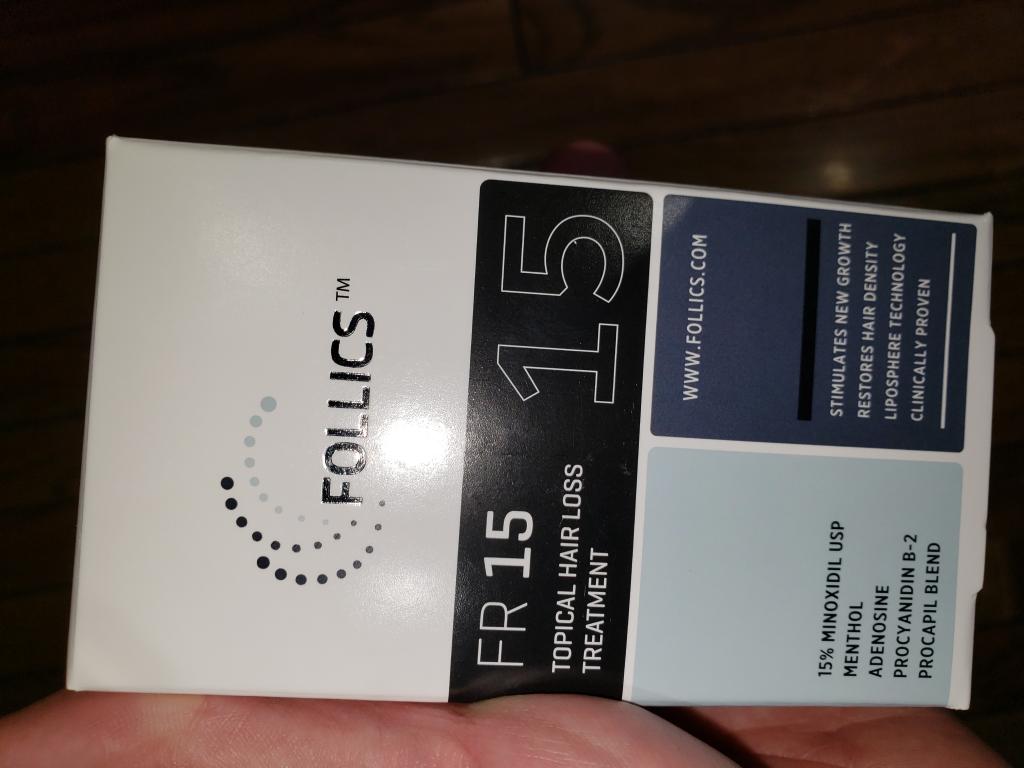 FOLLICS™
FR 15
TOPICAL HAIR LOSS
TREATMENT
15
15% MINOXIDIL USP
MENTHOL
ADENOSINE
PROCYANIDIN B-2
PROCAPIL BLEND
WWW.FOLLICS.COM
STIMULATES NEW GROWTH
RESTORES HAIR DENSITY
LIPOSPHERE TECHNOLOGY
CLINICALLY PROVEN